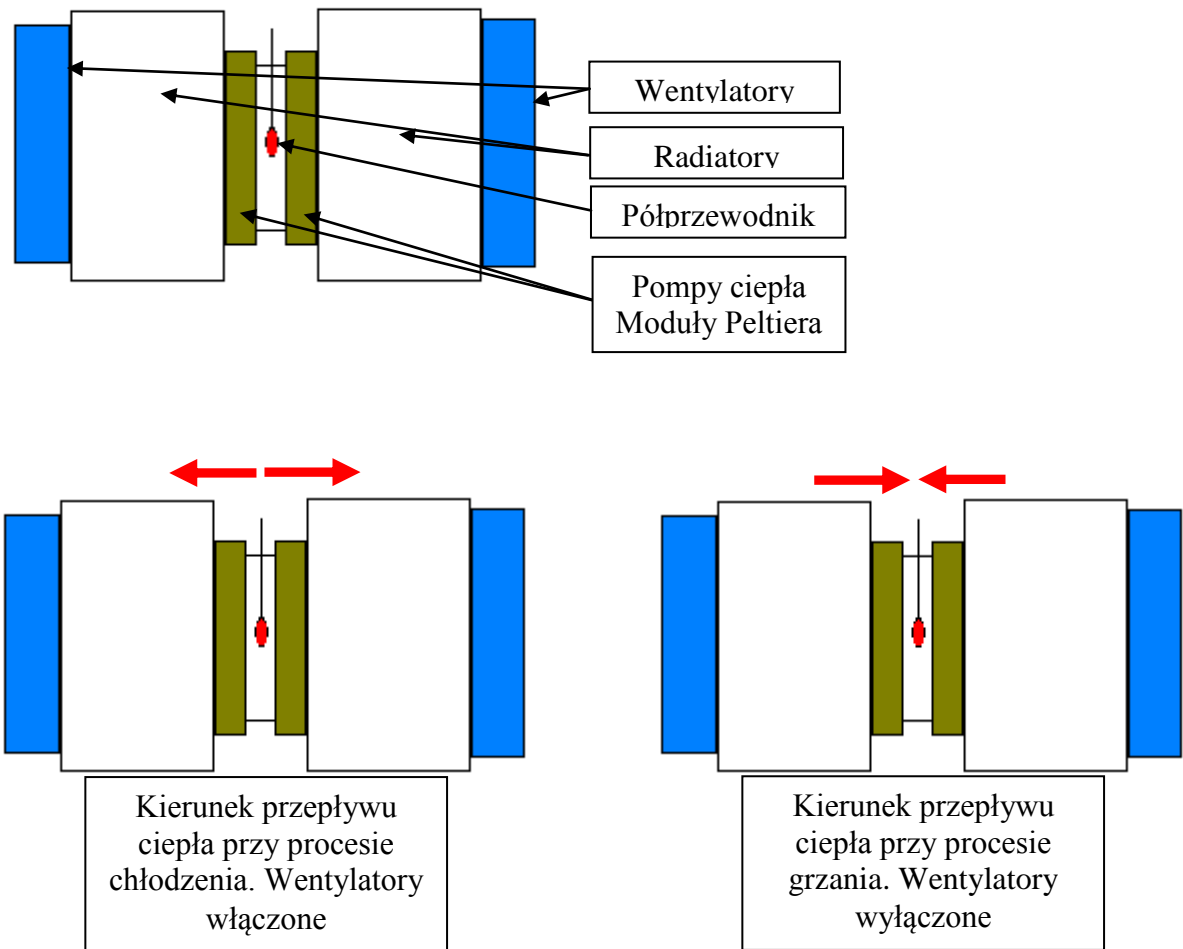 Wentylatory
Radiatory
Półprzewodnik
Pompy ciepła
Moduły Peltiera
Kierunek przepływu
ciepła przy procesie
chłodzenia. Wentylatory
włączone
Kierunek przepływu
ciepła przy procesie
grzania. Wentylatory
wyłączone